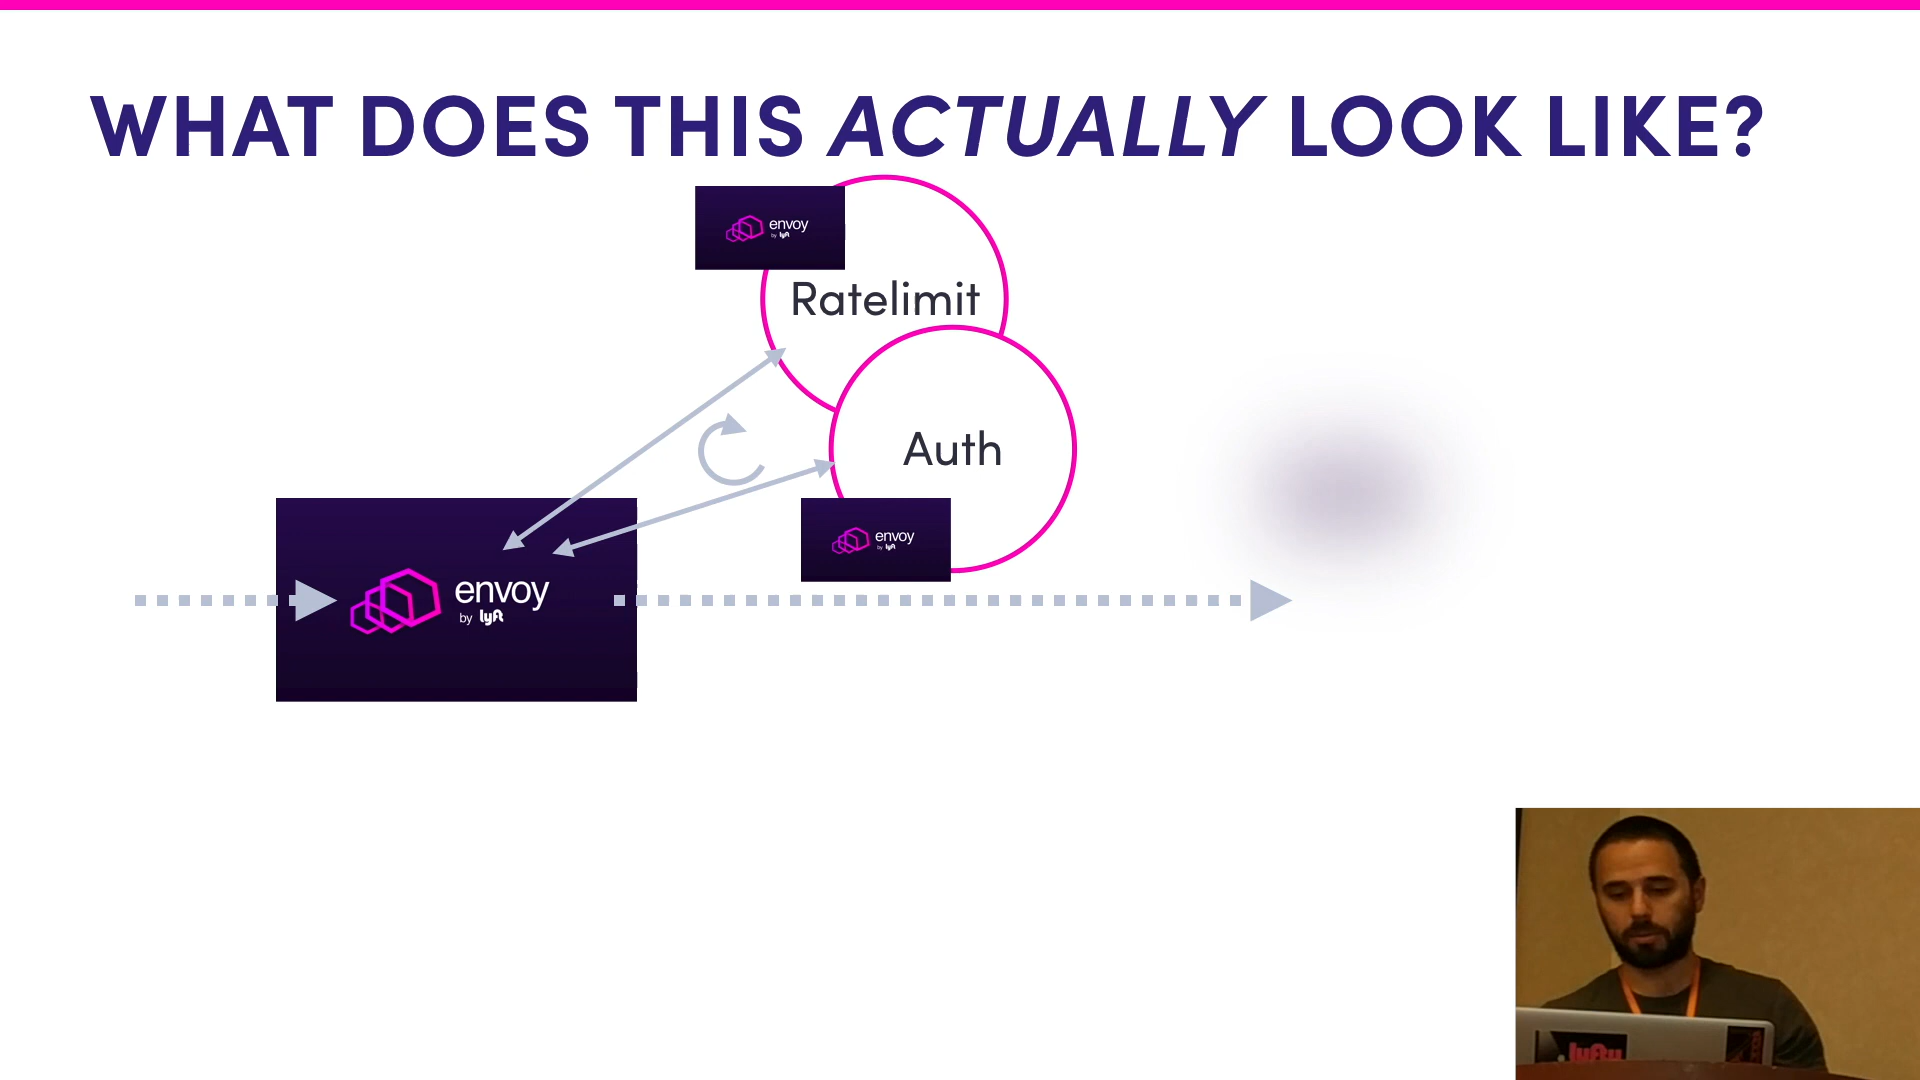 WHAT DOES THIS ACTUALLY LOOK LIKE?
envoy
by lyft
Ratelimit
Auth
envoy
by lyft
envoy
by lyft